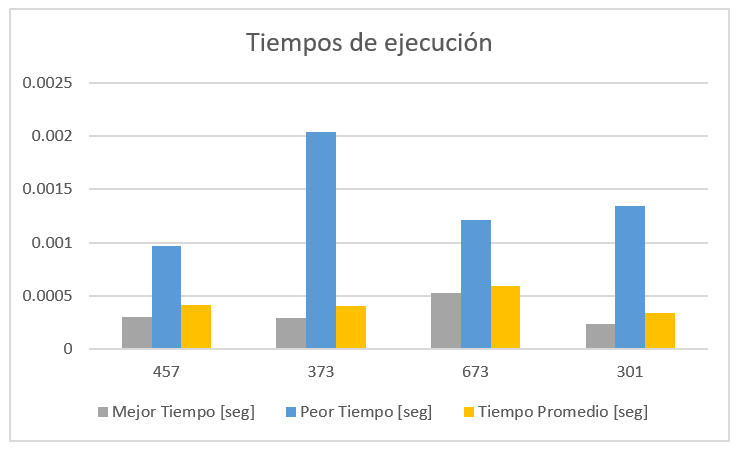 Tiempos de ejecución
0.0025
0.002
0.0015
0.001
0.0005
0
457 373 673 301
Mejor Tiempo [seg] Peor Tiempo [seg] Tiempo Promedio [seg]